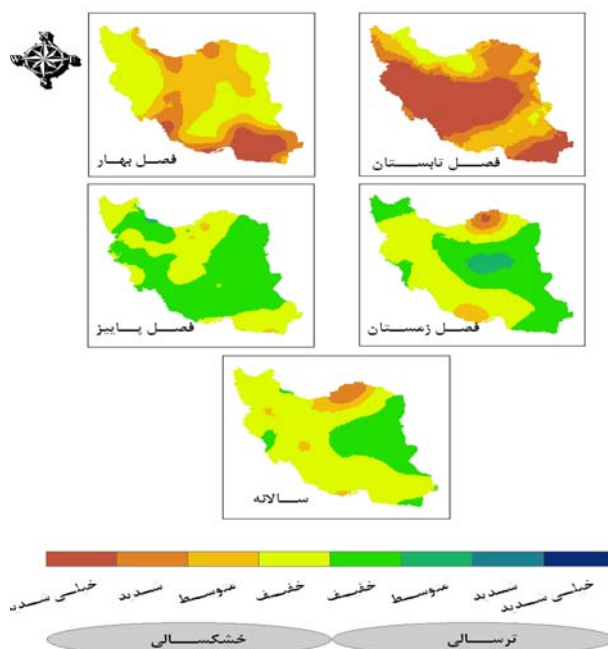 فصل بهار
فصل تابستان
فصل پاییز
فصل زمستان
سالانه
خیلی شدید
شدید
متوسط
خفیف
خفیف
متوسط
شدید
خیلی شدید
خشکسالی
ترسالی